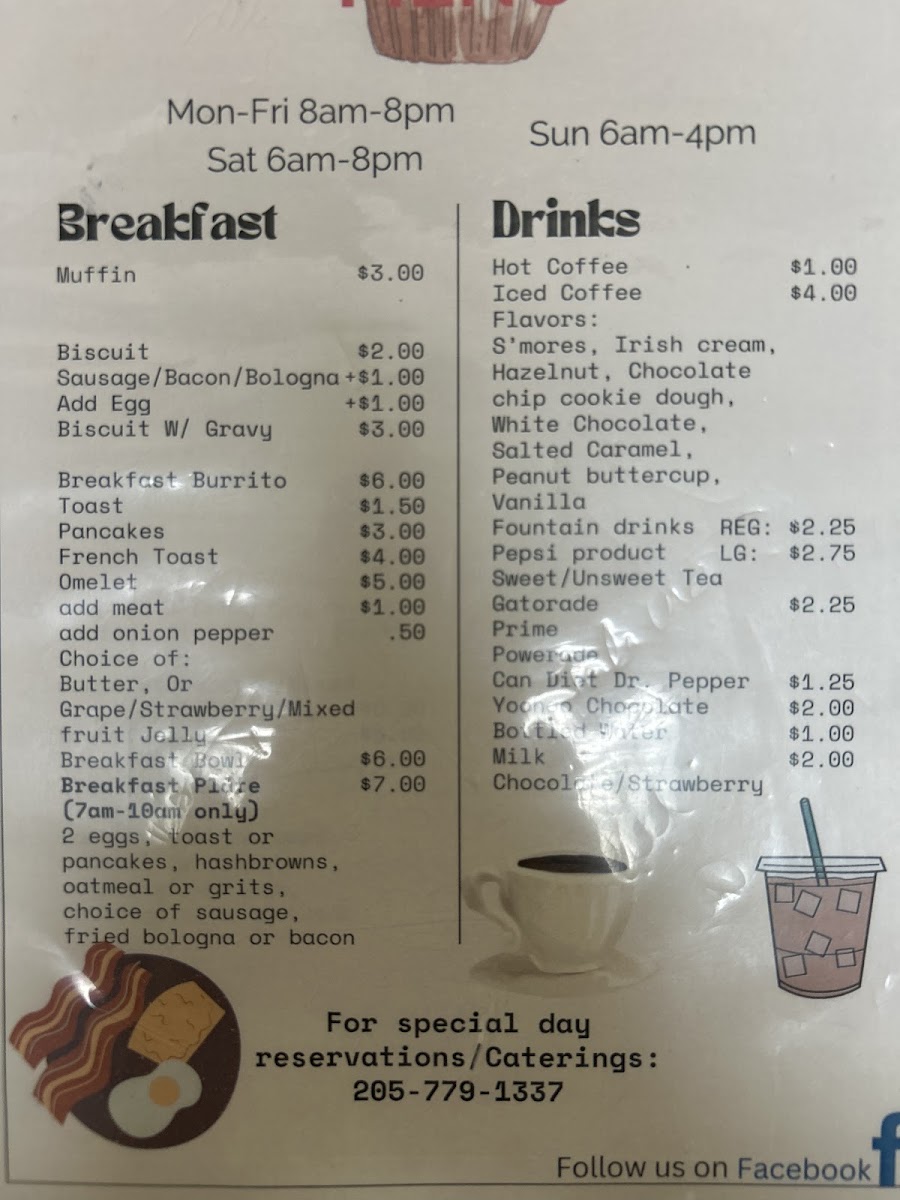 Mon-Fri 8am-8pm
Sat 6am-8pm
Sun 6am-4pm
Breakfast
Muffin $3.00
Biscuit $2.00
Sausage/Bacon/Bologna +$1.00
Add Egg +$1.00
Biscuit W/ Gravy $3.00
Breakfast Burrito $6.00
Toast $1.50
Pancakes $3.00
French Toast $4.00
Omelet $5.00
add meat $1.00
add onion pepper .50
Choice of:
Butter, Or
Grape/Strawberry/Mixed
fruit Jelly
Breakfast Bowl $6.00
Breakfast Plate $7.00
(7am-10am only)
2 eggs, toast or
pancakes, hashbrowns,
oatmeal or grits,
choice of sausage,
fried bologna or bacon
Drinks
Hot Coffee $1.00
Iced Coffee $4.00
Flavors:
S'mores, Irish cream,
Hazelnut, Chocolate
chip cookie dough,
White Chocolate,
Salted Caramel,
Peanut buttercup,
Vanilla
Fountain drinks REG: $2.25
Pepsi product LG: $2.75
Sweet/Unsweet Tea
Gatorade $2.25
Prime
Powerade
Can Diet Dr. Pepper $1.25
Chocolate $2.00
Bottled Water $1.00
Milk $2.00
Chocolate/Strawberry
For special day
reservations/Caterings:
205-779-1337
Follow us on Facebook